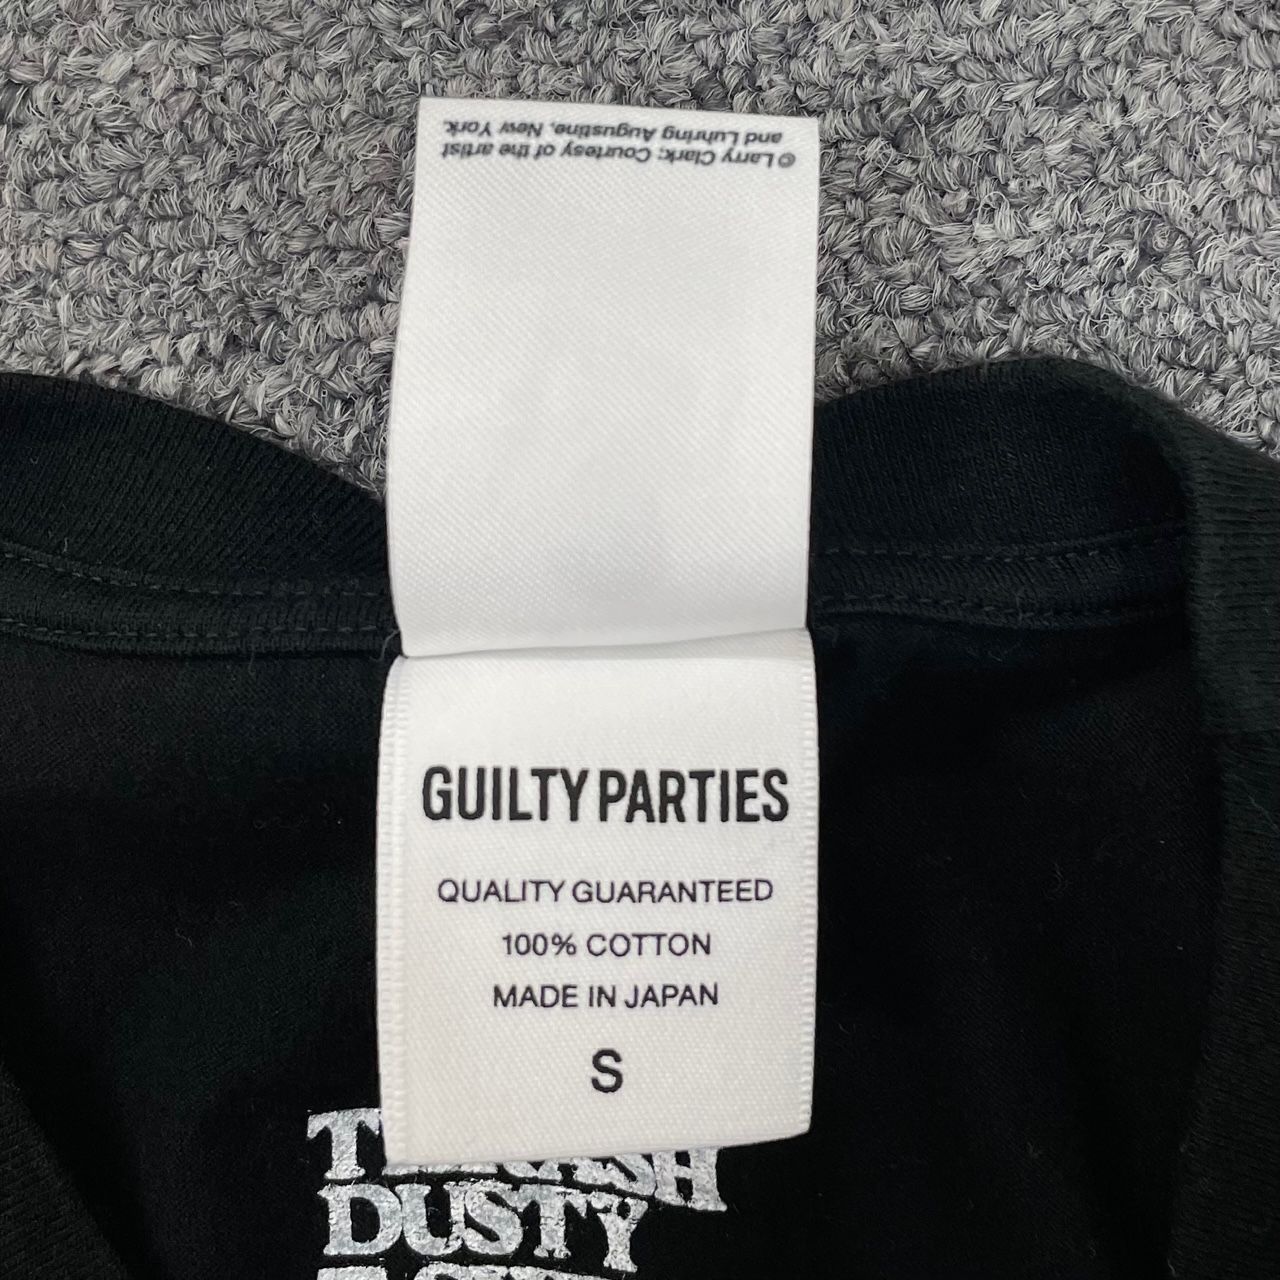 © Larry Clark; Courtesy of the artist
and Luhring Augustine, New York.
GUILTY PARTIES
QUALITY GUARANTEED
100% COTTON
MADE IN JAPAN
S
DUSTY